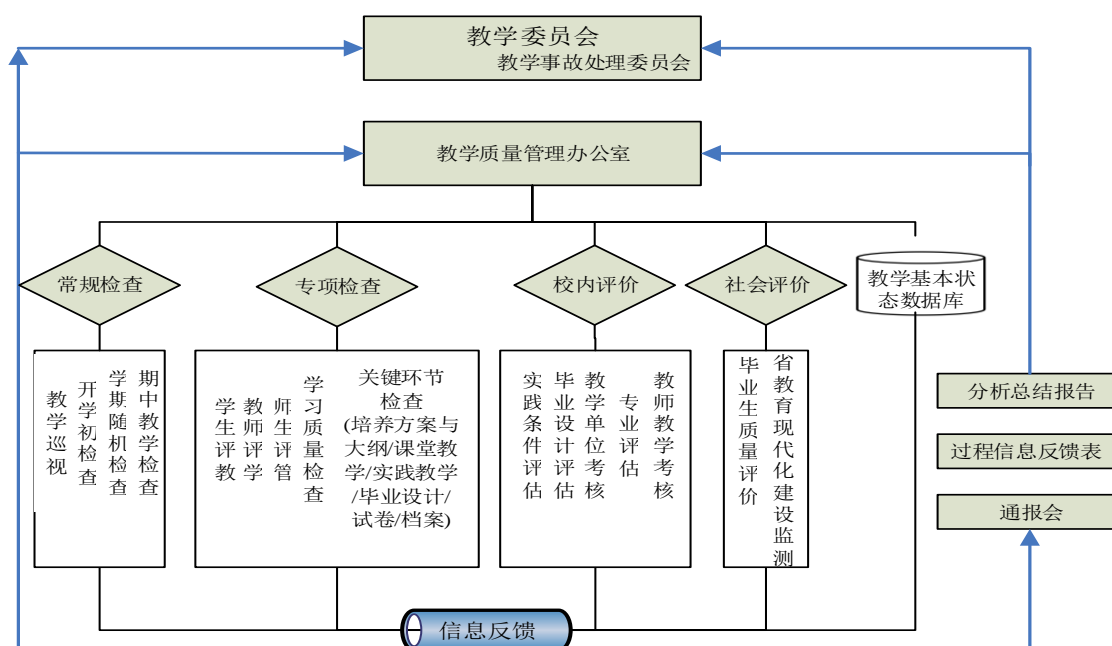 教学委员会
教学事故处理委员会
教学质量管理办公室
常规检查
专项检查
校内评价
社会评价
教学基本状
态数据库
教学巡视
开学初检查
学期随机检查
期中教学检查
学生评教
教师评学
师生评管
学习质量检查
关键环节
检查
(培养方案与
大纲/课堂教
学/实践教学
/毕业设计/
试卷/档案)
实践条件评估
毕业设计评估
教学单位考核
专业评估
教师教学考核
毕业生质量评价
省教育现代化建设监测
分析总结报告
过程信息反馈表
通报会
信息反馈